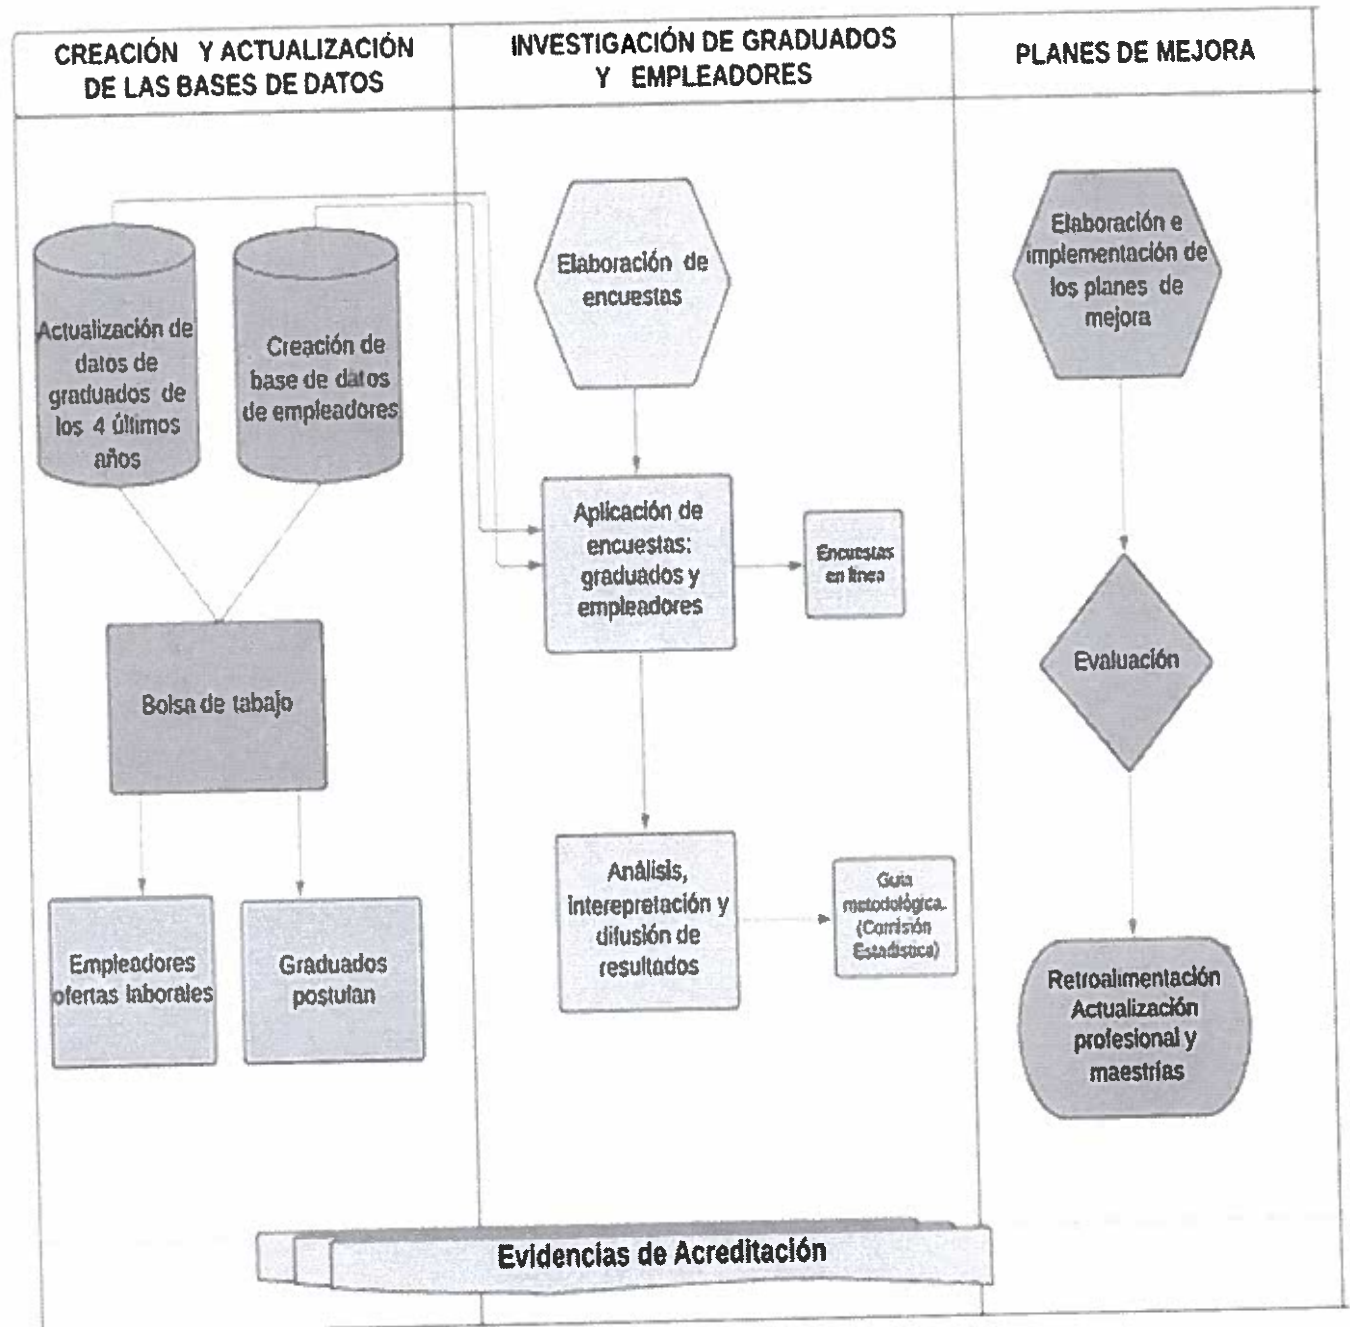 CREACIÓN Y ACTUALIZACIÓN
DE LAS BASES DE DATOS
INVESTIGACIÓN DE GRADUADOS
Y EMPLEADORES
PLANES DE MEJORA
Actualización de
datos de
graduados de
los 4 últimos
años
Creación de
base de datos
de empleadores
Bolsa de tabajo
Empleadores
ofertas laborales
Graduados
postulan
Elaboración de
encuestas
Aplicación de
encuestas:
graduados y
empleadores
Encuestas
en línea
Análisis,
interepretación y
difusión de
resultados
Guía
metodológica.
(Comisión
Estadística)
Elaboración e
implementación de
los planes de
mejora
Evaluación
Retroalimentación
Actualización
profesional y
maestrías
Evidencias de Acreditación